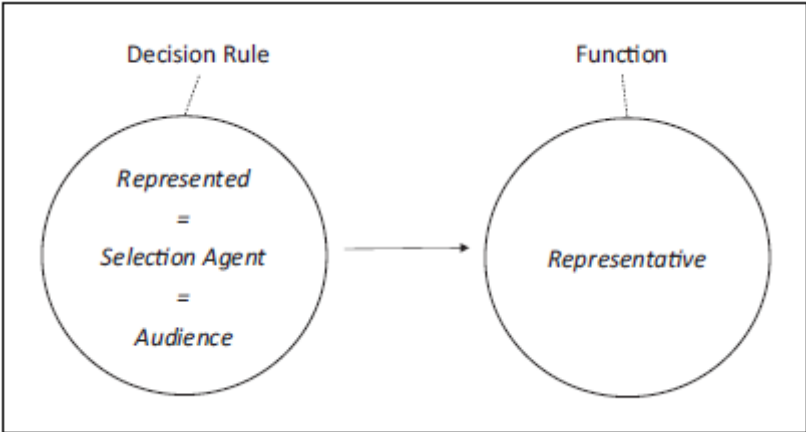 Decision Rule
Function
Represented
=
Selection Agent
=
Audience
Representative